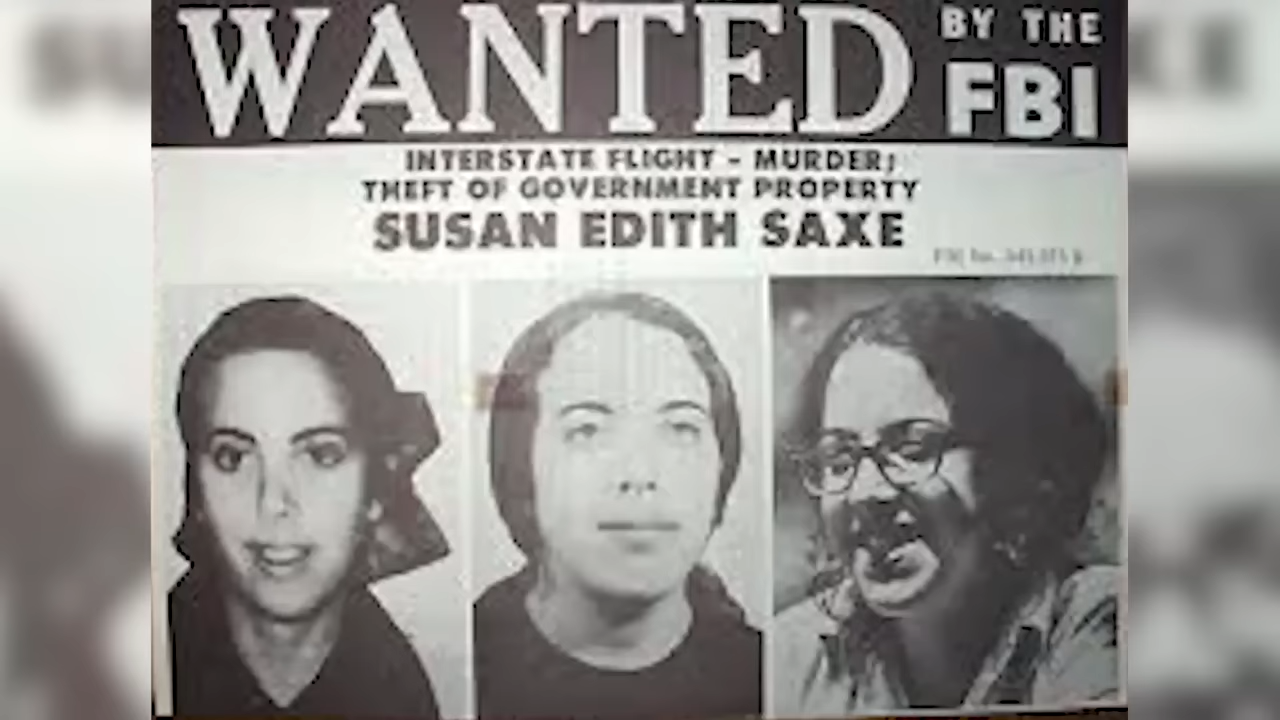 WANTED BY THE
FBI
INTERSTATE FLIGHT - MURDER;
THEFT OF GOVERNMENT PROPERTY
SUSAN EDITH SAXE